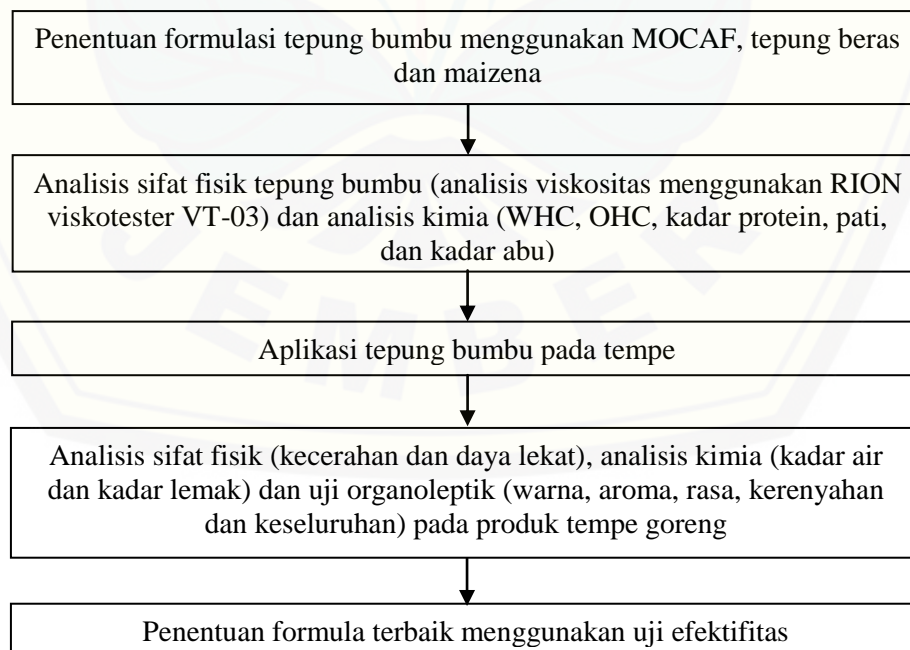 Penentuan formulasi tepung bumbu menggunakan MOCAF, tepung beras
dan maizena
Analisis sifat fisik tepung bumbu (analisis viskositas menggunakan RION
viskotester VT-03) dan analisis kimia (WHC, OHC, kadar protein, pati,
dan kadar abu)
JEMBER
Aplikasi tepung bumbu pada tempe
Analisis sifat fisik (kecerahan dan daya lekat), analisis kimia (kadar air
dan kadar lemak) dan uji organoleptik (warna, aroma, rasa, kerenyahan
dan keseluruhan) pada produk tempe goreng
Penentuan formula terbaik menggunakan uji efektifitas